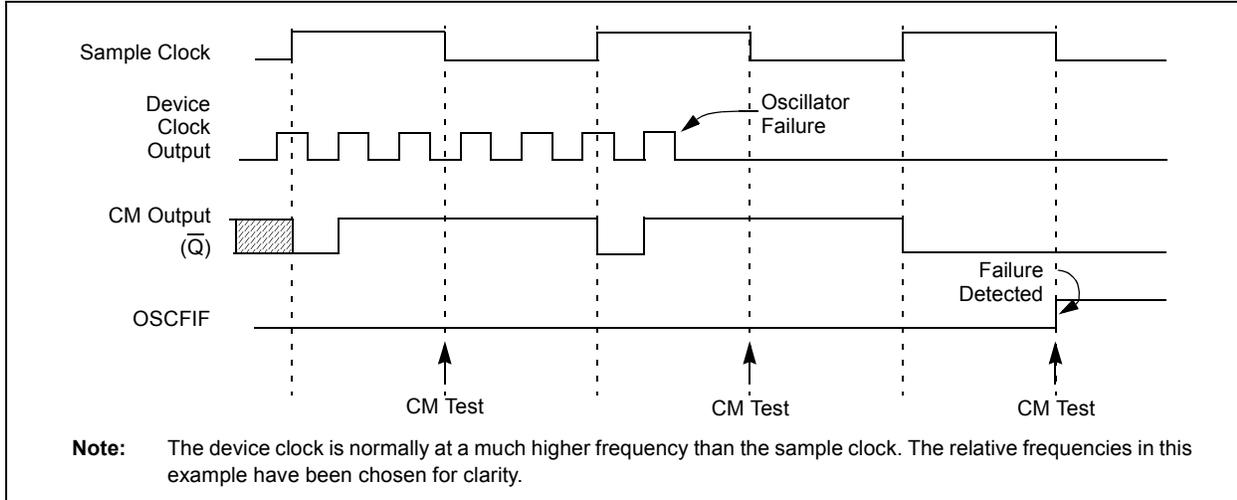 Sample Clock
Device
Clock
Output
Oscillator
Failure
CM Output
(Q̅)
Failure
Detected
OSCFIF
CM Test
CM Test
CM Test
Note: The device clock is normally at a much higher frequency than the sample clock. The relative frequencies in this
example have been chosen for clarity.